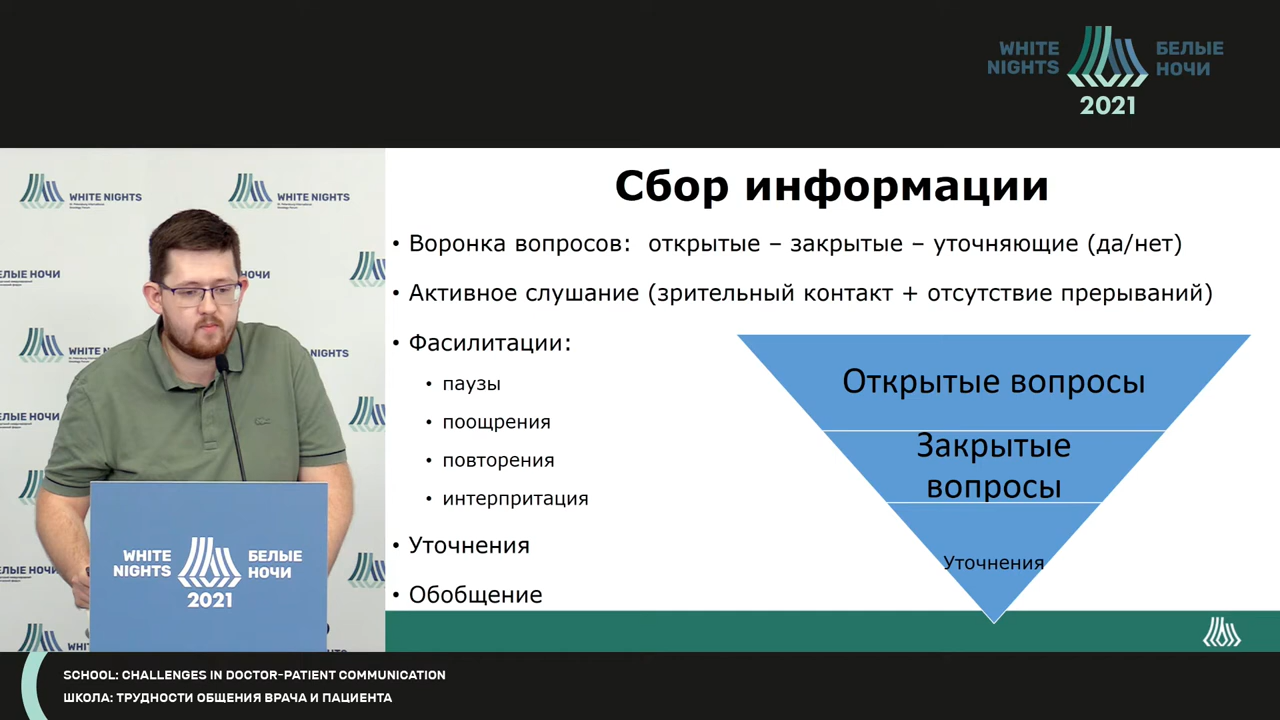 WHITE
NIGHTS
БЕЛЫЕ
НОЧИ
2021
WHITE NIGHTS
WHITE NIGHTS
Сбор информации
• Воронка вопросов: открытые – закрытые – уточняющие (да/нет)
• Активное слушание (зрительный контакт + отсутствие прерываний)
• Фасилитации:
• паузы
• поощрения
• повторения
• интерпритация
• Уточнения
• Обобщение
Открытые вопросы
Закрытые
вопросы
Уточнения
WHITE
NIGHTS
БЕЛЫЕ
НОЧИ
2021
SCHOOL: CHALLENGES IN DOCTOR-PATIENT COMMUNICATION
ШКОЛА: ТРУДНОСТИ ОБЩЕНИЯ ВРАЧА И ПАЦИЕНТА